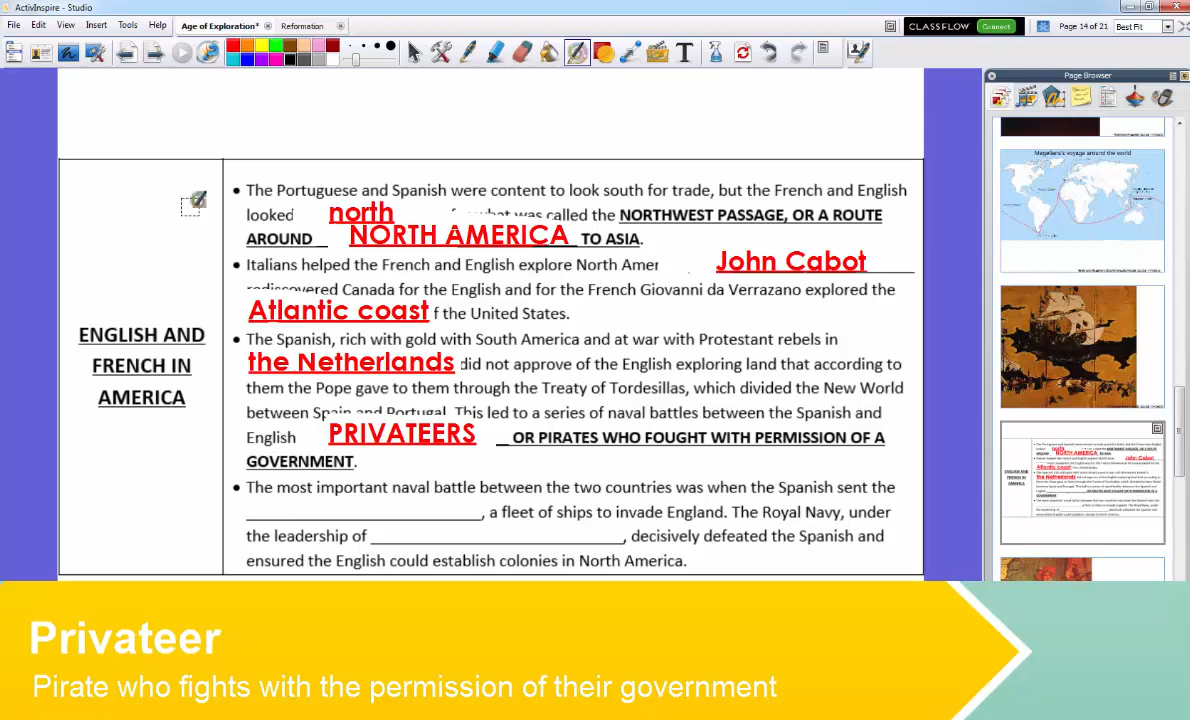 ActivInspire - Studio
File Edit View Insert Tools Help
Age of Exploration* Reformation
CLASSFLOW Connect
Page 14 of 21 Best Fit
Page Browser
Magellans's voyage around the world
ENGLISH AND
FRENCH IN
AMERICA
• The Portuguese and Spanish were content to look south for trade, but the French and English
looked north what was called the NORTHWEST PASSAGE, OR A ROUTE
AROUND __ NORTH AMERICA _ TO ASIA.
• Italians helped the French and English explore North Amer John Cabot
rediscovered Canada for the English and for the French Giovanni da Verrazano explored the
Atlantic coast f the United States.
• The Spanish, rich with gold with South America and at war with Protestant rebels in
the Netherlands did not approve of the English exploring land that according to
them the Pope gave to them through the Treaty of Tordesillas, which divided the New World
between Spain and Portugal. This led to a series of naval battles between the Spanish and
English PRIVATEERS _ OR PIRATES WHO FOUGHT WITH PERMISSION OF A
GOVERNMENT.
• The most important naval battle between the two countries was when the Spanish sent the
__________________________, a fleet of ships to invade England. The Royal Navy, under
the leadership of ____________________________, decisively defeated the Spanish and
ensured the English could establish colonies in North America.
Privateer
Pirate who fights with the permission of their government